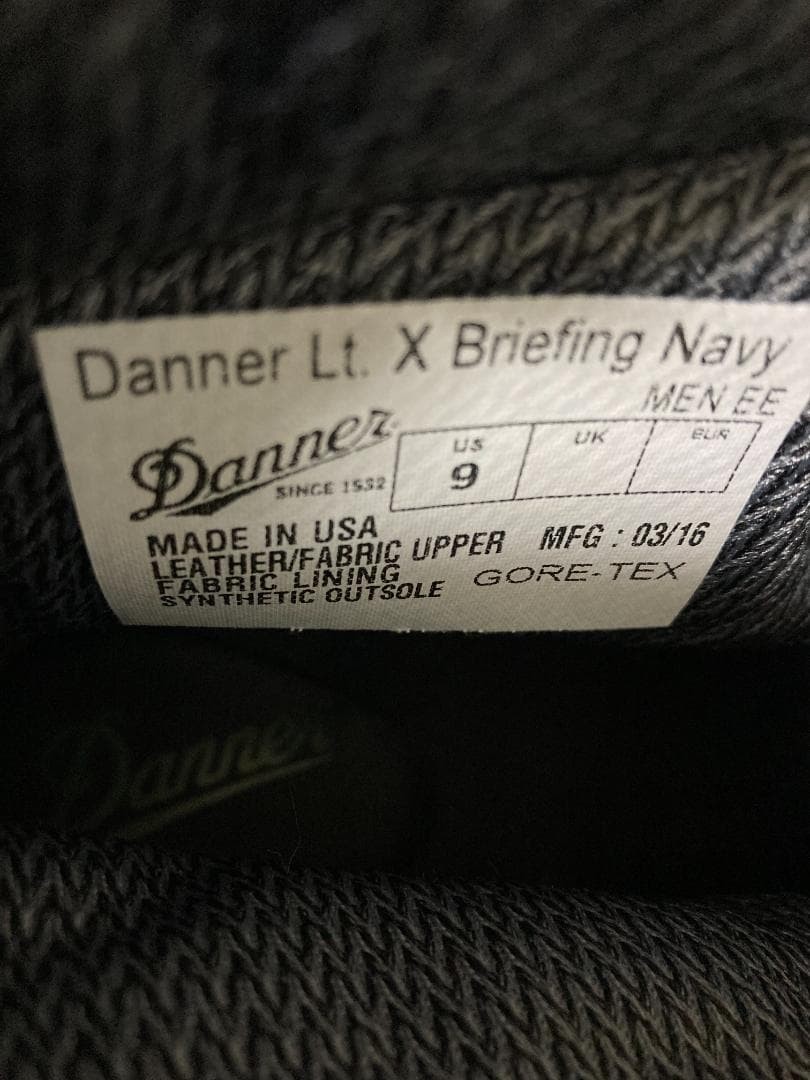 Danner Lt. X Briefing Navy
MEN EE
Danner
SINCE 1932
US UK EUR
9
MADE IN USA
LEATHER/FABRIC UPPER MFG : 03/16
FABRIC LINING GORE-TEX
SYNTHETIC OUTSOLE
Danner